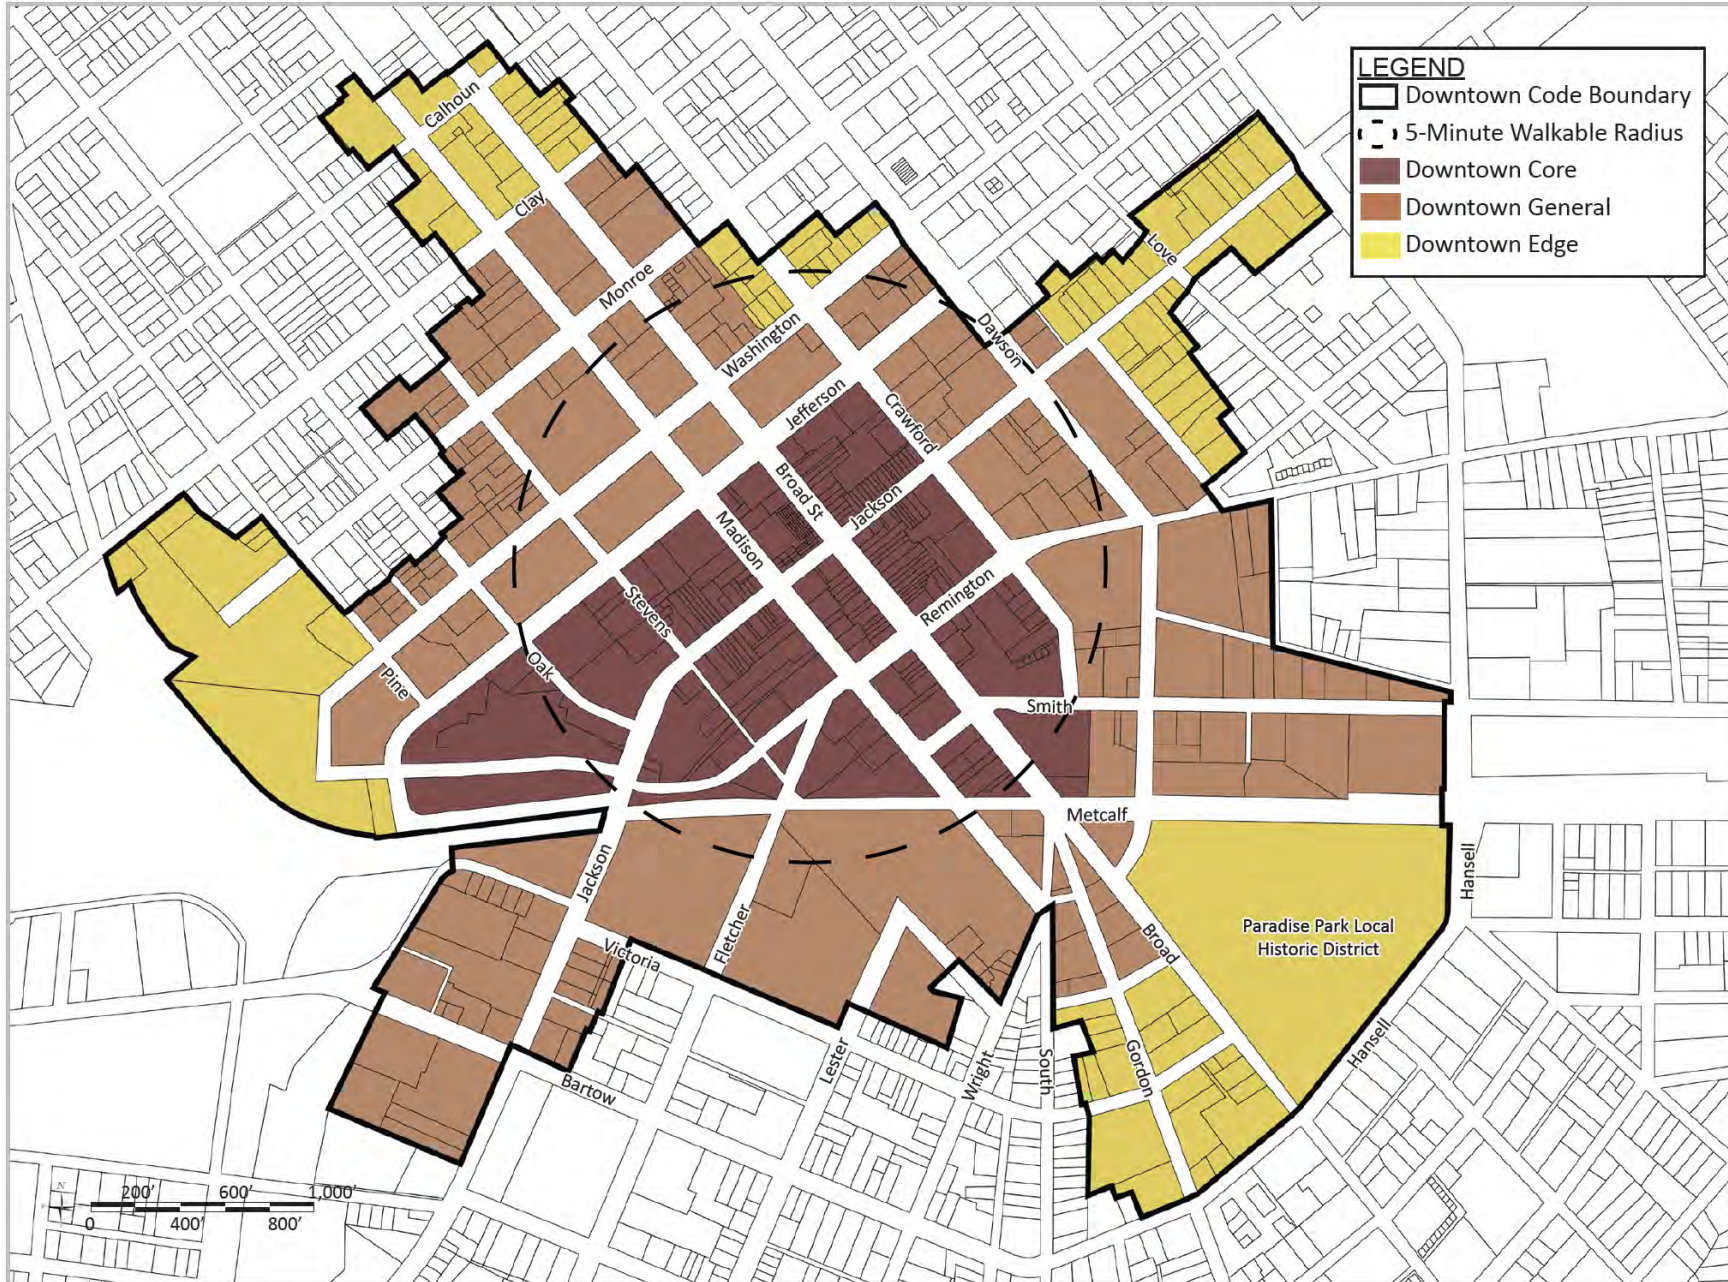 LEGEND
Downtown Code Boundary
5-Minute Walkable Radius
Downtown Core
Downtown General
Downtown Edge
Calhoun
Clay
Love
Monroe
Dawson
Washington
Jefferson
Crawford
Broad St
Jackson
Madison
Remington
Stevens
Oak
Pine
Smith
Metcalf
Jackson
Hansell
Fletcher
Victoria
Broad
Paradise Park Local
Historic District
Hansell
Lester
Wright
South
Gordon
Bartow
N
200' 600' 1,000'
0 400' 800'